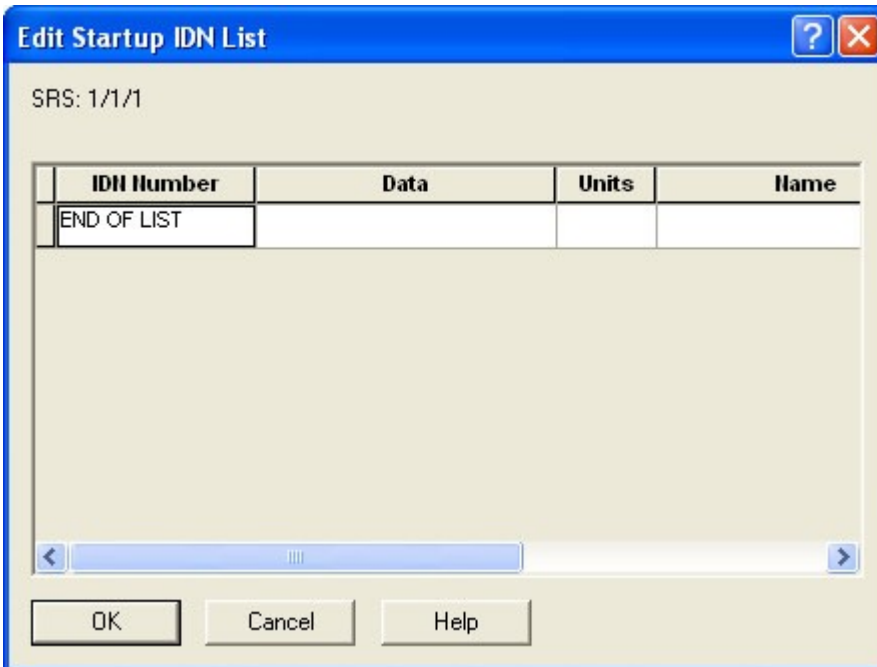 Edit Startup IDN List
SRS: 1/1/1
IDN Number Data Units Name
END OF LIST
OK Cancel Help